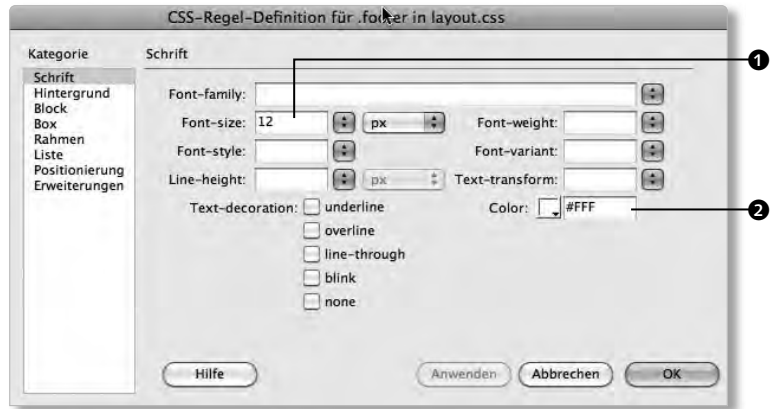 CSS-Regel-Definition für .footer in layout.css
Kategorie
Schrift
Hintergrund
Block
Box
Rahmen
Liste
Positionierung
Erweiterungen
Schrift
Font-family:
Font-size: 12 px
Font-weight:
Font-style:
Font-variant:
Line-height: px
Text-transform:
Text-decoration: underline
overline
line-through
blink
none
Color: #FFF
Hilfe
Anwenden
Abbrechen
OK
1
2